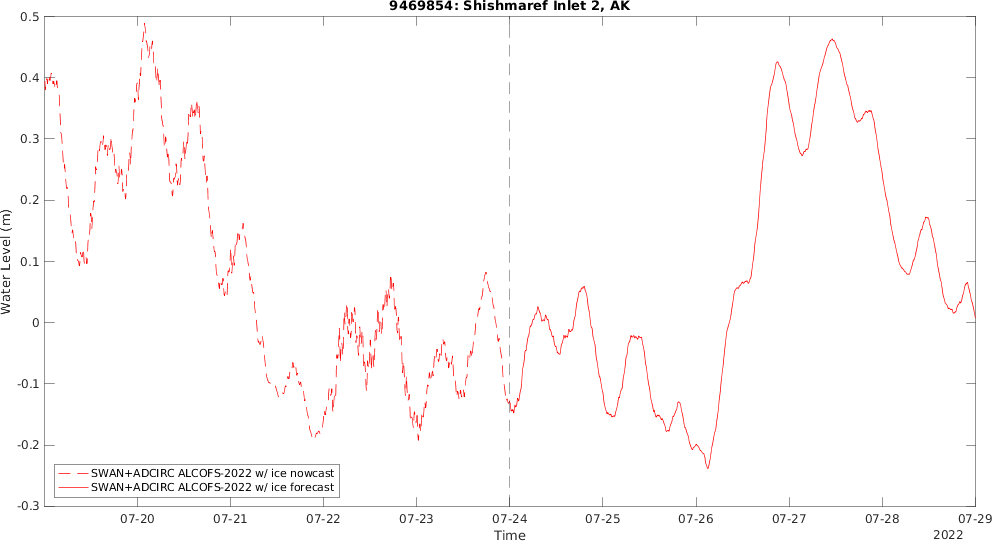 9469854: Shishmaref Inlet 2, AK
0.5
0.4
0.3
0.2
0.1
0
-0.1
-0.2
-0.3
Water Level (m)
SWAN+ADCIRC ALCOFS-2022 w/ ice nowcast
SWAN+ADCIRC ALCOFS-2022 w/ ice forecast
07-20 07-21 07-22 07-23 07-24 07-25 07-26 07-27 07-28 07-29
Time
2022